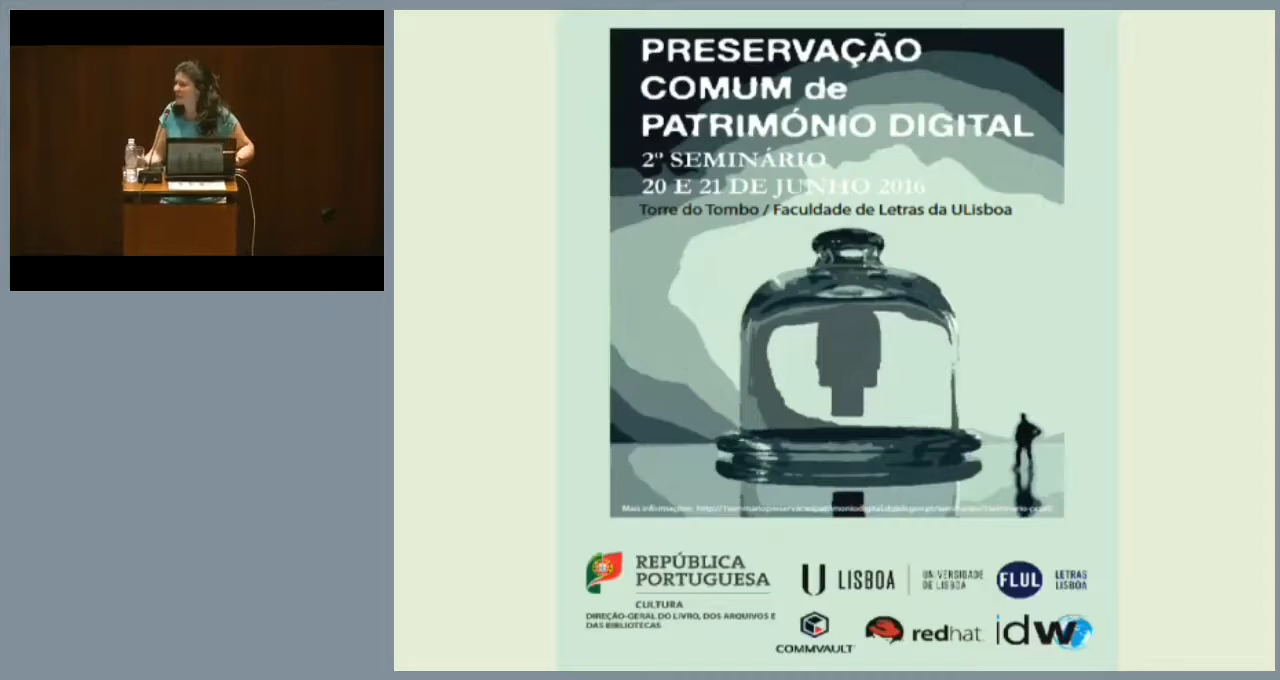 PRESERVAÇÃO
COMUM de
PATRIMÓNIO DIGITAL
2º SEMINÁRIO
20 E 21 DE JUNHO 2016
Torre do Tombo / Faculdade de Letras da ULisboa
Mais informações:
REPÚBLICA
PORTUGUESA
CULTURA
DIREÇÃO-GERAL DO LIVRO, DOS ARQUIVOS E
DAS BIBLIOTECAS
U LISBOA
UNIVERSIDADE
DE LISBOA
FLUL
LETRAS
LISBOA
COMMVAULT
redhat.
idw